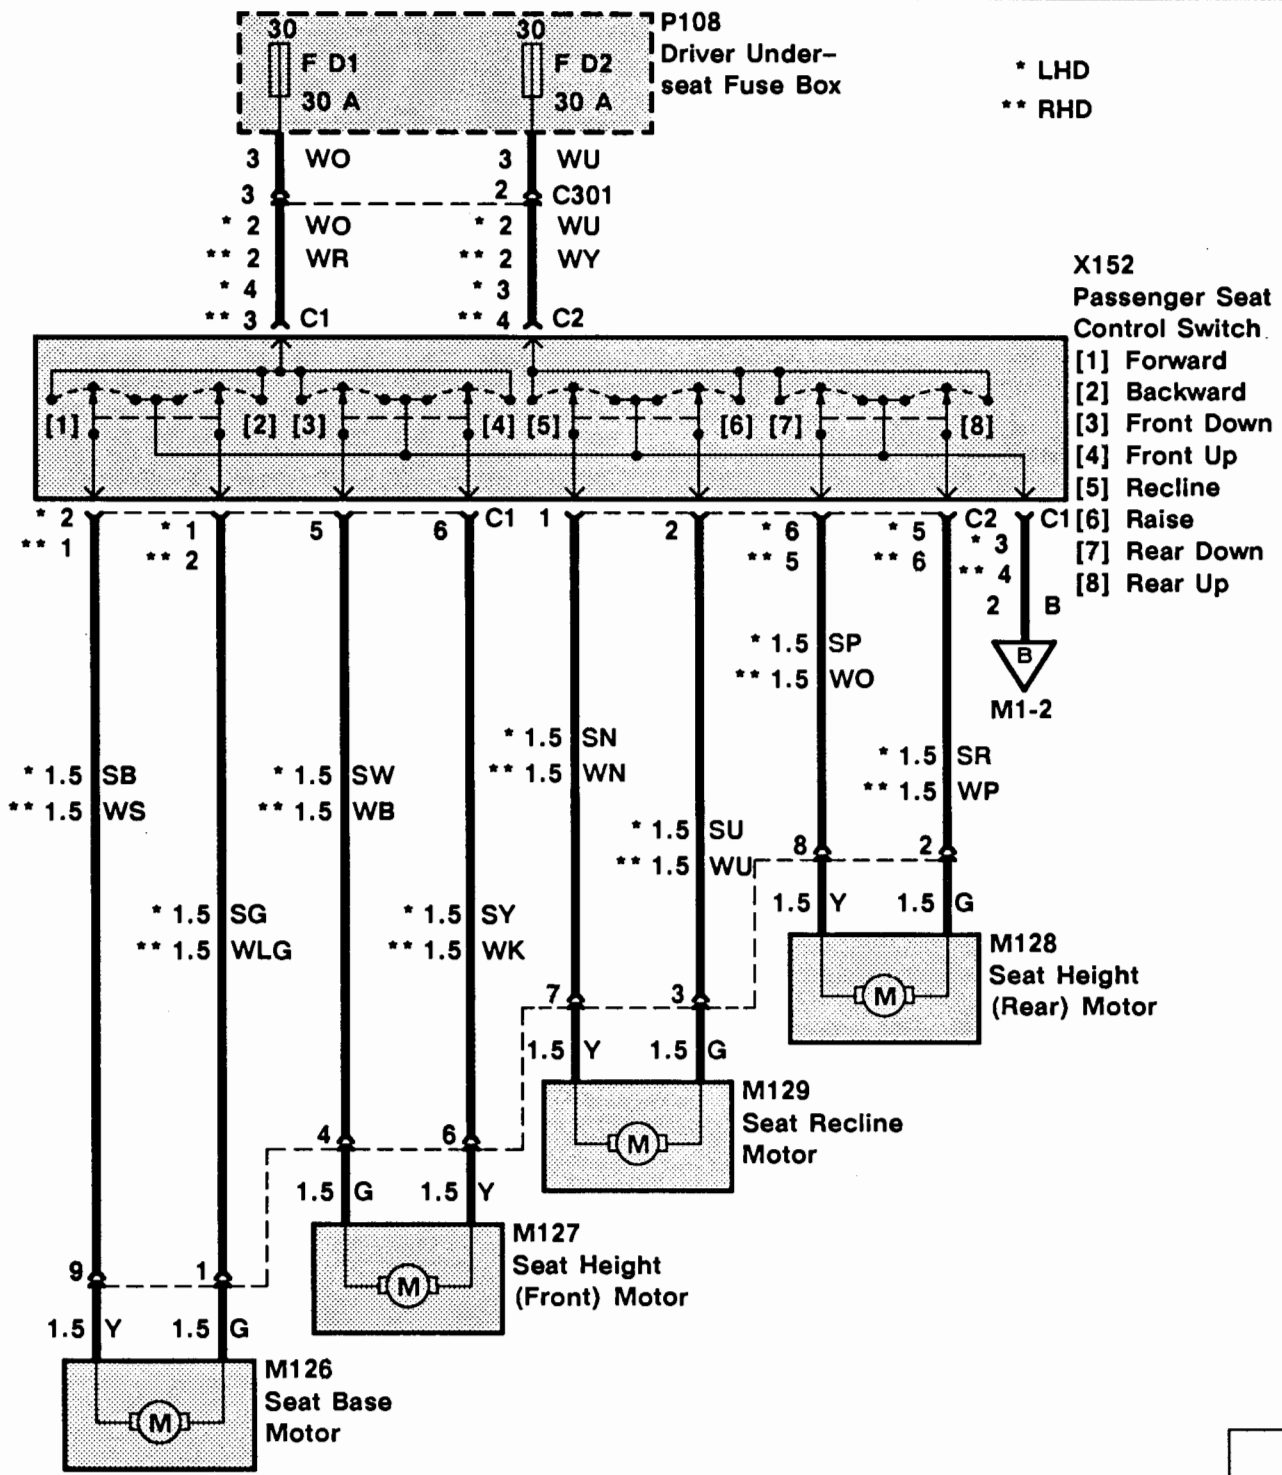 30 30 P108
F D1 F D2 Driver Under-
30 A 30 A seat Fuse Box
* LHD
** RHD
3 WO 3 WU
3 2 C301
* 2 WO * 2 WU
** 2 WR ** 2 WY
* 4 * 3
** 3 C1 ** 4 C2
X152
Passenger Seat
Control Switch
[1] Forward
[2] Backward
[3] Front Down
[4] Front Up
[5] Recline
[6] Raise
[7] Rear Down
[8] Rear Up
[1] [2] [3] [4] [5] [6] [7] [8]
* 2 * 1 5 6 C1 1 2 * 6 * 5 C2 C1
** 1 ** 2 ** 5 ** 6 * 3
** 4
2 B
B
M1-2
* 1.5 SP
** 1.5 WO
* 1.5 SN
** 1.5 WN
* 1.5 SR
** 1.5 WP
* 1.5 SB * 1.5 SW
** 1.5 WS ** 1.5 WB
* 1.5 SU
** 1.5 WU
8 2
1.5 Y 1.5 G
* 1.5 SG * 1.5 SY
** 1.5 WLG ** 1.5 WK
M M128
Seat Height
(Rear) Motor
7 3
1.5 Y 1.5 G
M M129
Seat Recline
Motor
4 6
1.5 G 1.5 Y
M M127
Seat Height
(Front) Motor
9 1
1.5 Y 1.5 G
M M126
Seat Base
Motor